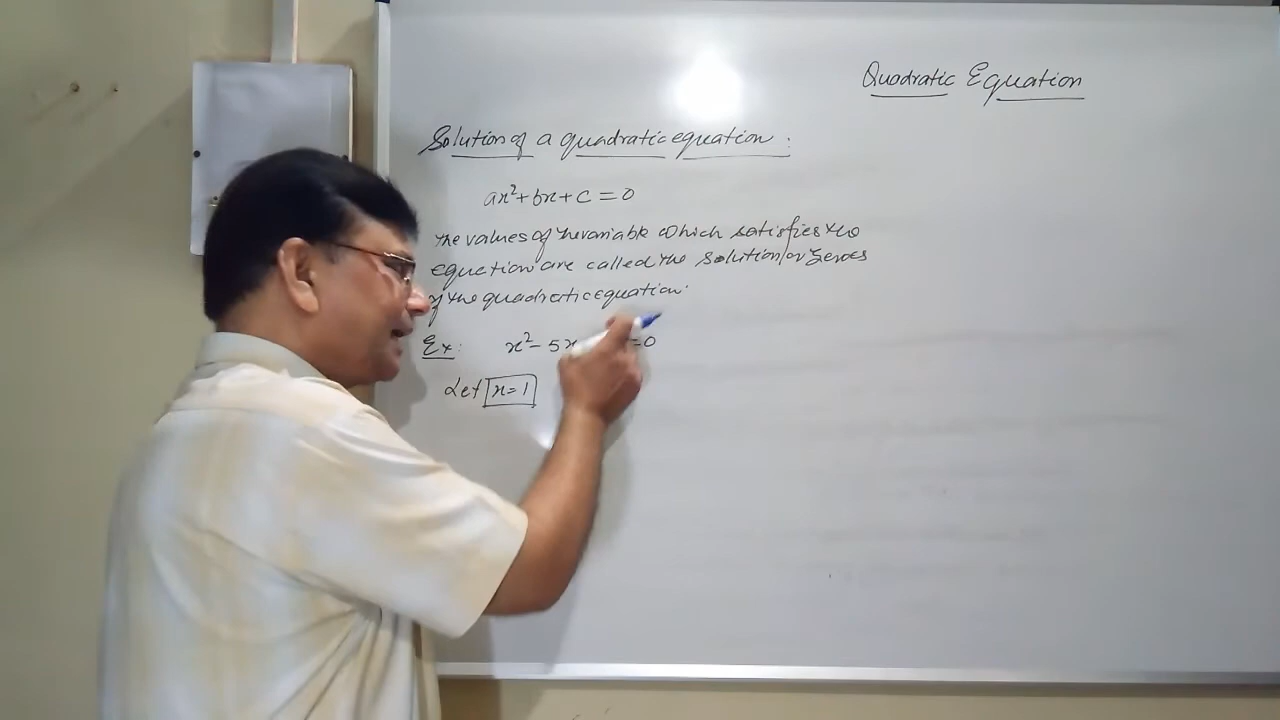 Quadratic Equation
Solution of a quadratic equation :
ax²+bx+c=0
The values of the variable which satisfies the
equation are called the solution/or zeroes
of the quadratic equation.
Ex: x²-5x =0
Let x=1